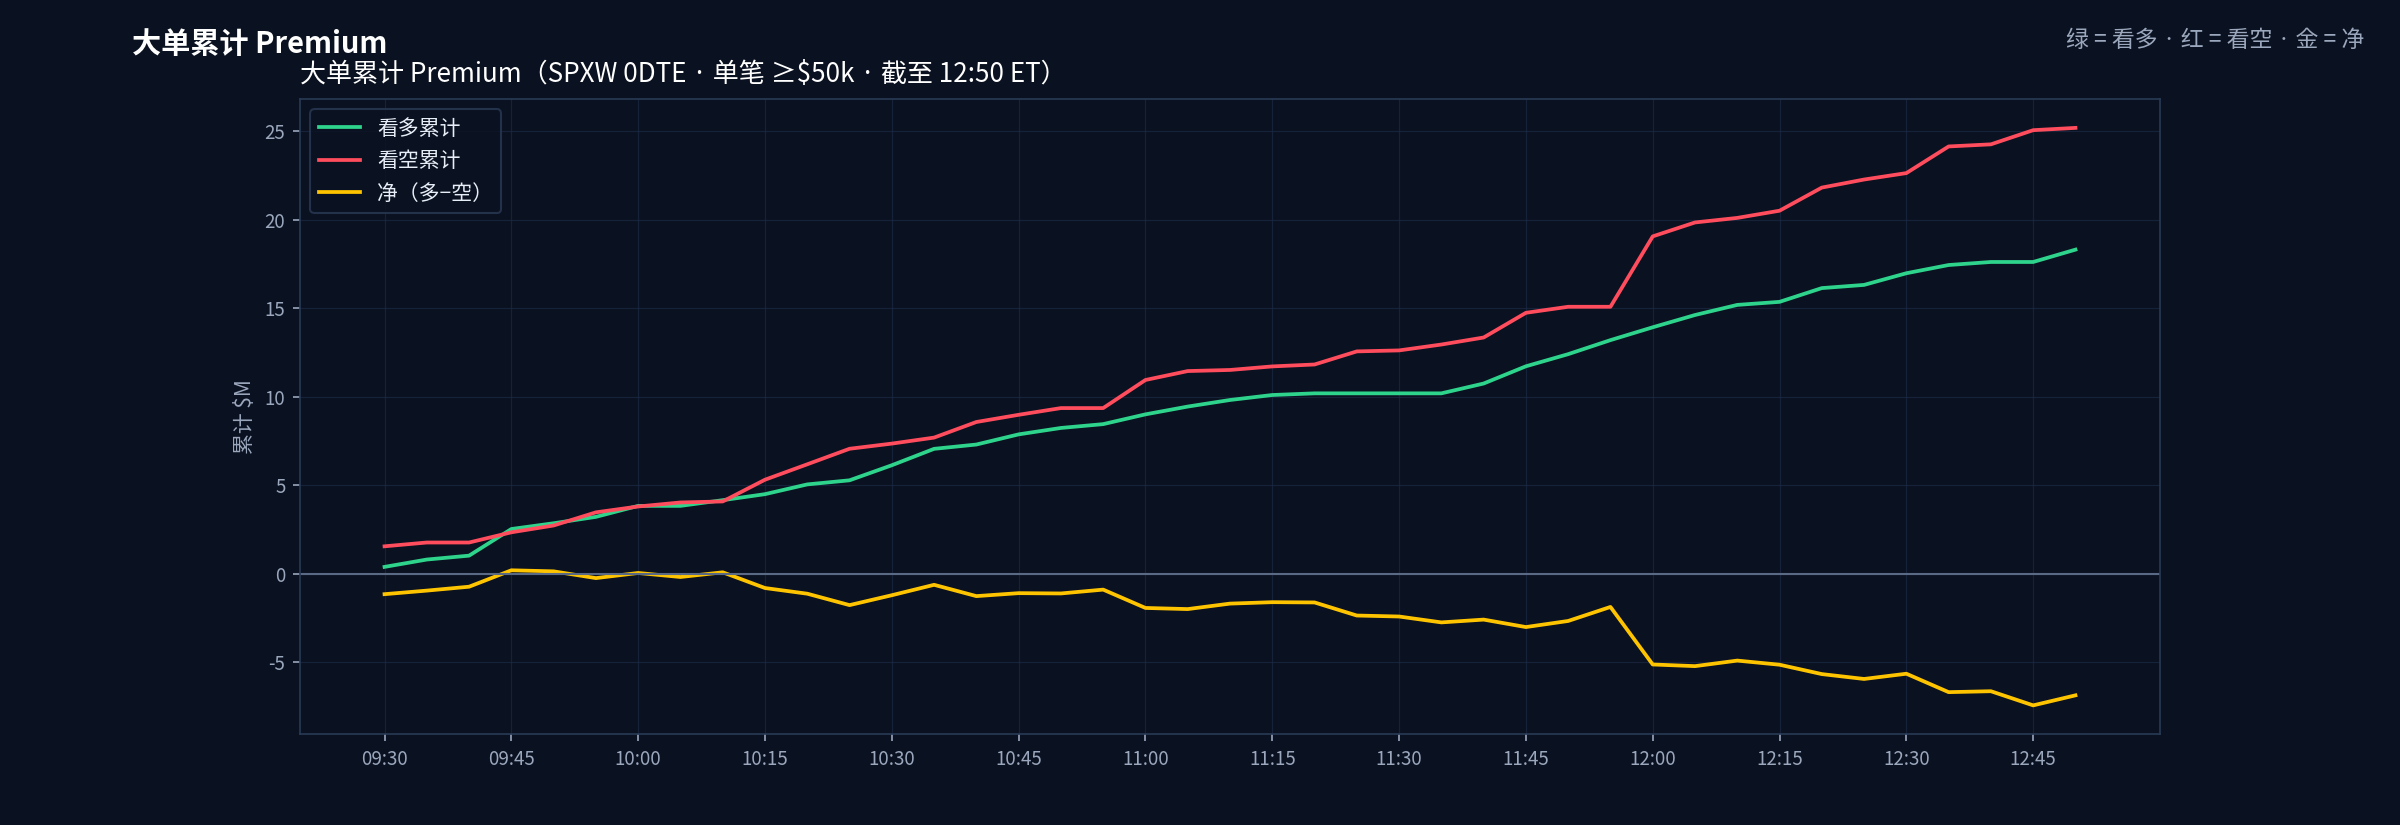 大单累计 Premium
绿 = 看多 · 红 = 看空 · 金 = 净
大单累计 Premium（SPXW 0DTE · 单笔 ≥$50k · 截至 12:50 ET）
看多累计
看空累计
净（多−空）
累计 $M
25
20
15
10
5
0
-5
09:30 09:45 10:00 10:15 10:30 10:45 11:00 11:15 11:30 11:45 12:00 12:15 12:30 12:45